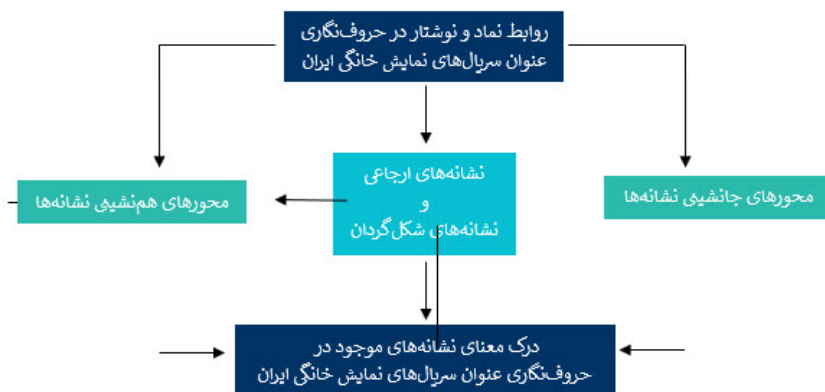 روابط نماد و نوشتار در حروف‌نگاری
عنوان سریال‌های نمایش خانگی ایران
محورهای جانشینی نشانه‌ها
نشانه‌های ارجاعی
و
نشانه‌های شکل‌گردان
محورهای هم‌نشینی نشانه‌ها
درک معنای نشانه‌های موجود در
حروف‌نگاری عنوان سریال‌های نمایش خانگی ایران